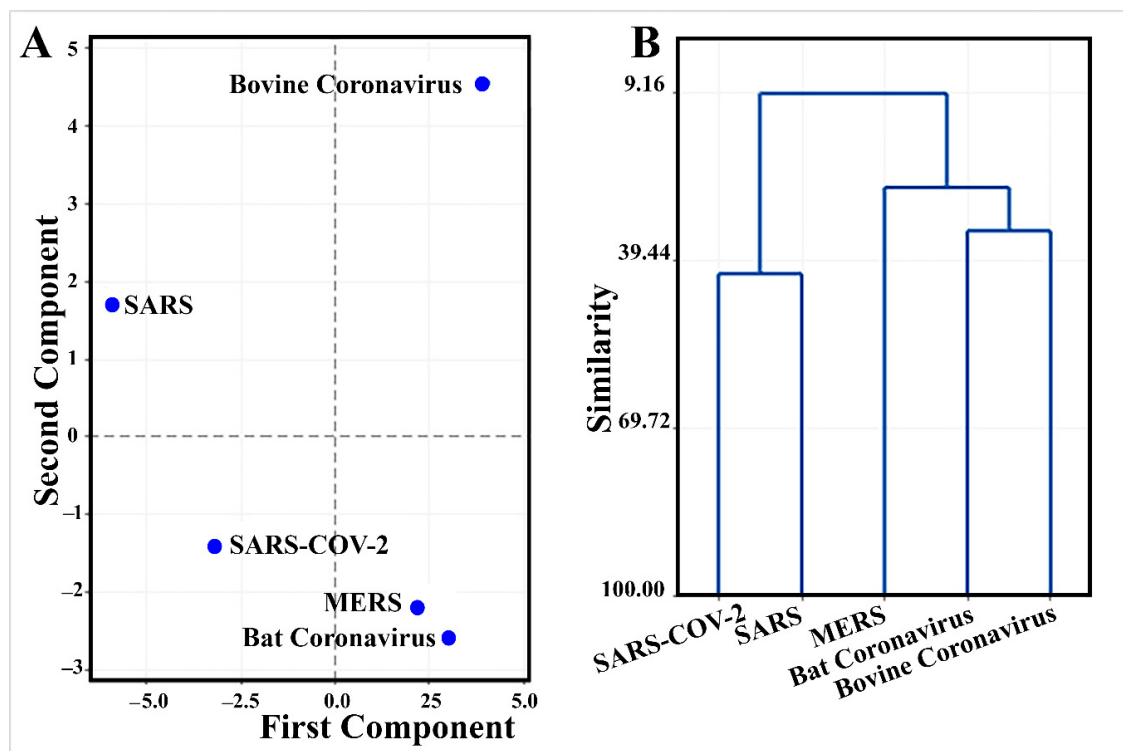 A
5
4
3
2
1
0
–1
–2
–3
Second Component
Bovine Coronavirus
SARS
SARS-COV-2
MERS
Bat Coronavirus
–5.0
–2.5
0.0
25
5.0
First Component
B
9.16
39.44
69.72
100.00
Similarity
SARS-COV-2
SARS
MERS
Bat Coronavirus
Bovine Coronavirus